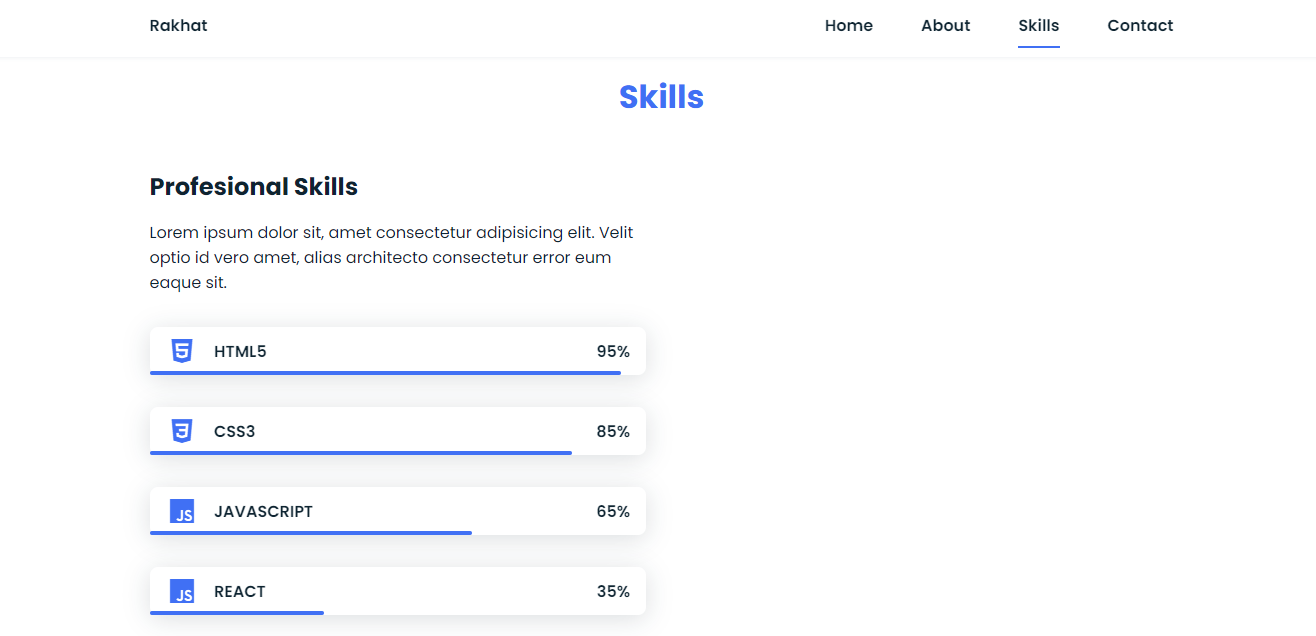 Rakhat
Home About Skills Contact
Skills
Profesional Skills
Lorem ipsum dolor sit, amet consectetur adipisicing elit. Velit
optio id vero amet, alias architecto consectetur error eum
eaque sit.
5 HTML5 95%
3 CSS3 85%
JS JAVASCRIPT 65%
JS REACT 35%